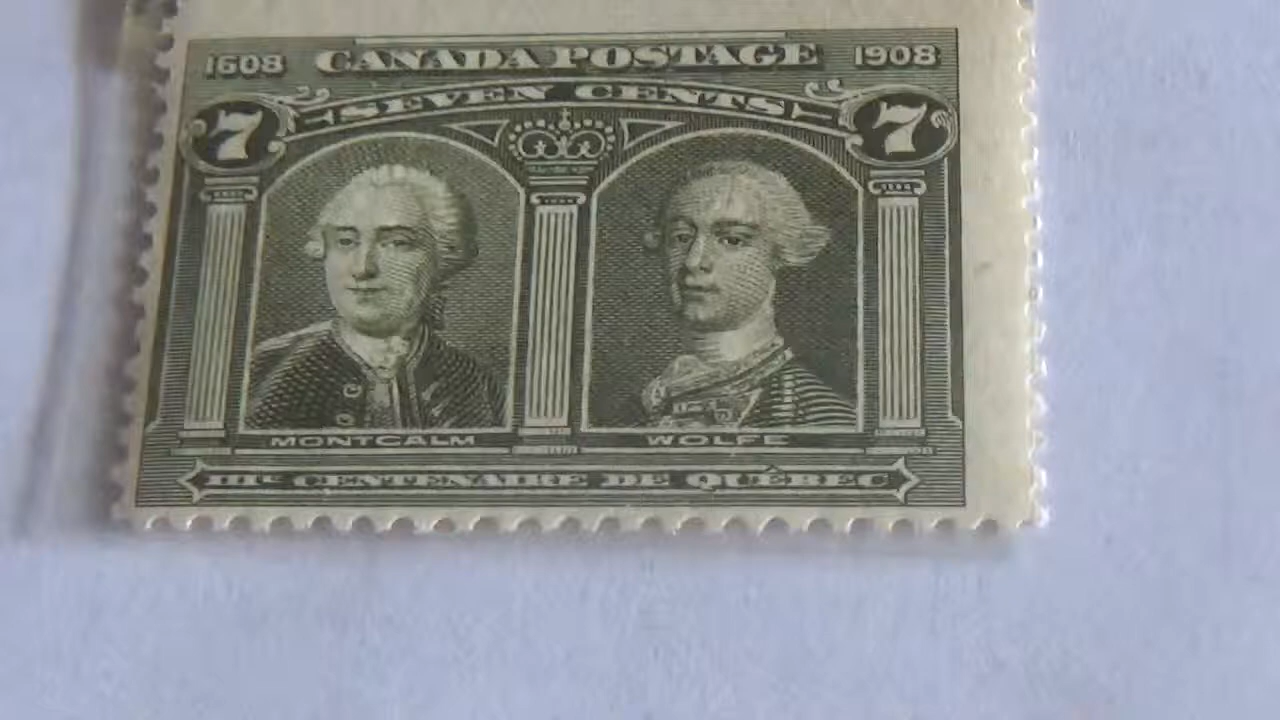 1608 CANADA POSTAGE 1908
SEVEN CENTS
7 7
MONTCALM WOLFE
IIIe CENTENAIRE DE QUÉBEC